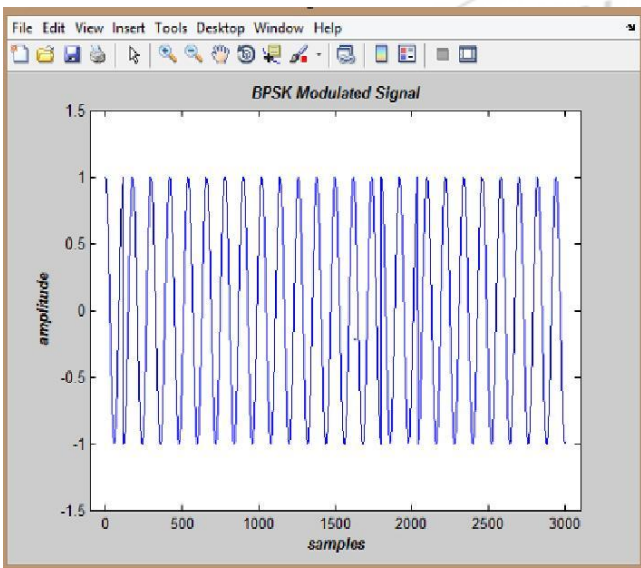 File Edit View Insert Tools Desktop Window Help
BPSK Modulated Signal
1.5
1
0.5
0
-0.5
-1
-1.5
amplitude
0 500 1000 1500 2000 2500 3000
samples